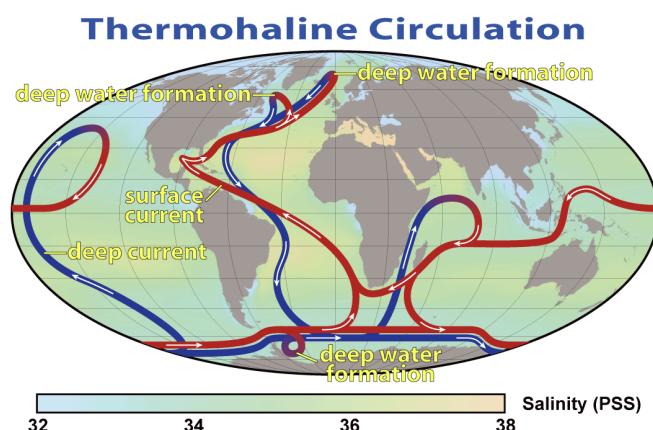 Thermohaline Circulation
deep water formation
deep water formation
surface
current
deep current
deep water
formation
32
34
36
38
Salinity (PSS)